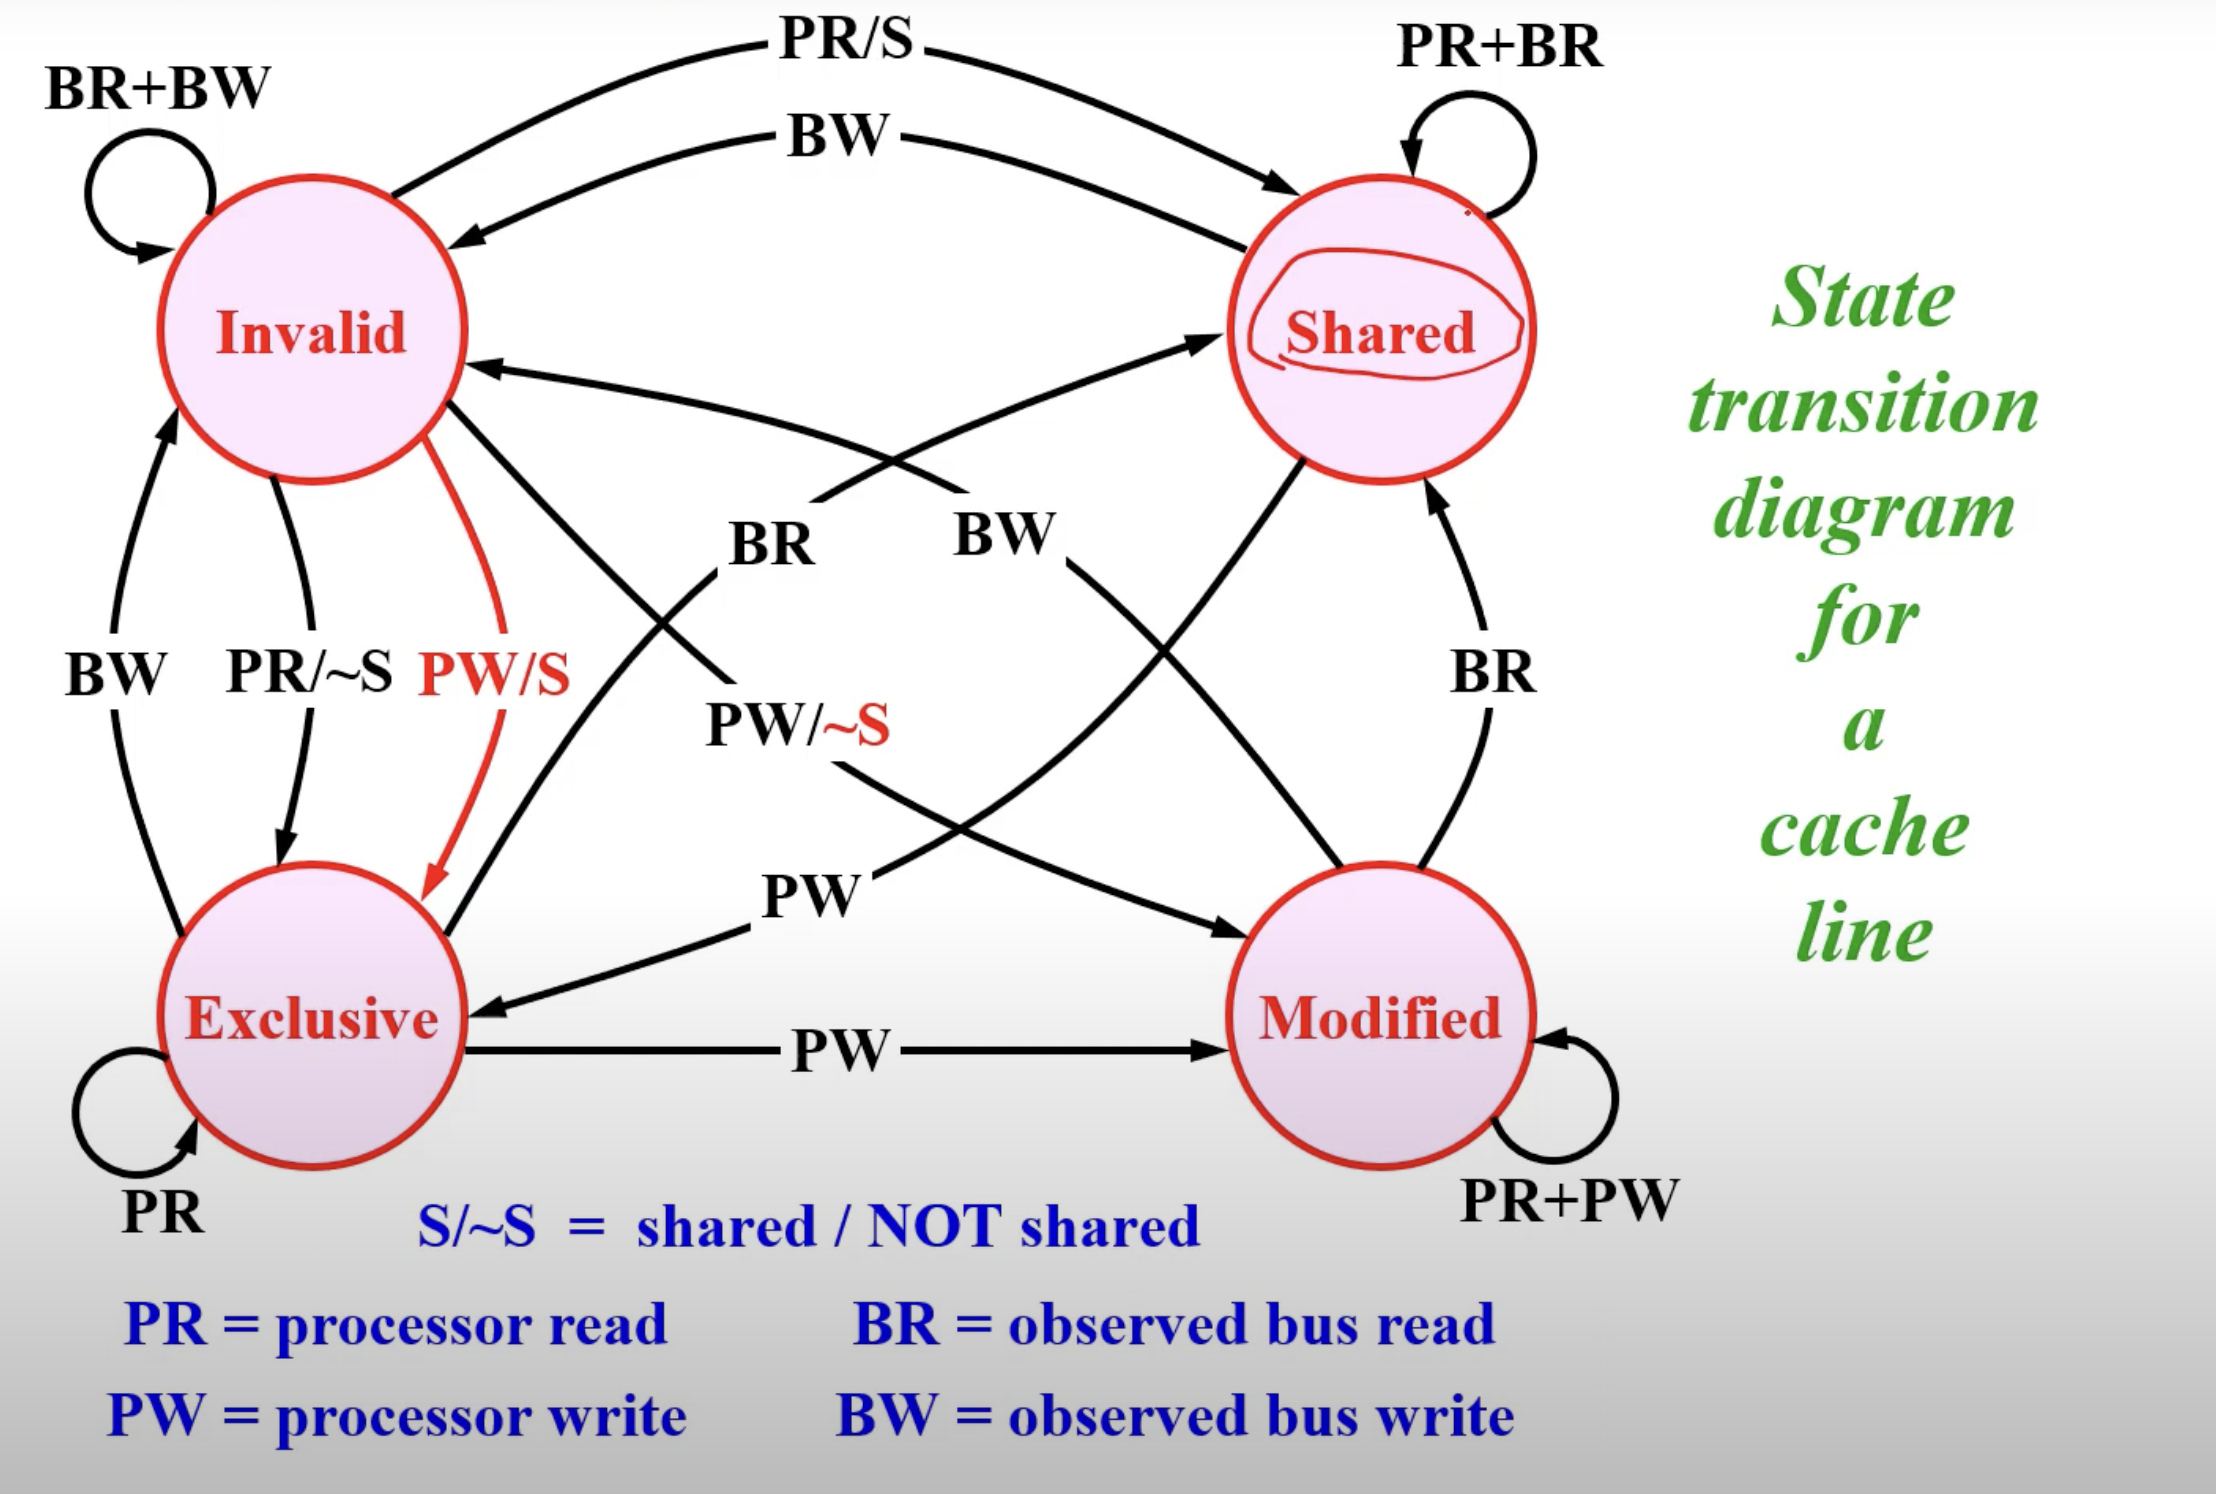 PR/S
PR+BR
BR+BW
BW
Invalid
Shared
State
transition
diagram
for
a
cache
line
BR
BW
BW
PR/~S
PW/S
BR
PW/~S
PW
Exclusive
PW
Modified
PR
PR+PW
S/~S = shared / NOT shared
PR = processor read
BR = observed bus read
PW = processor write
BW = observed bus write